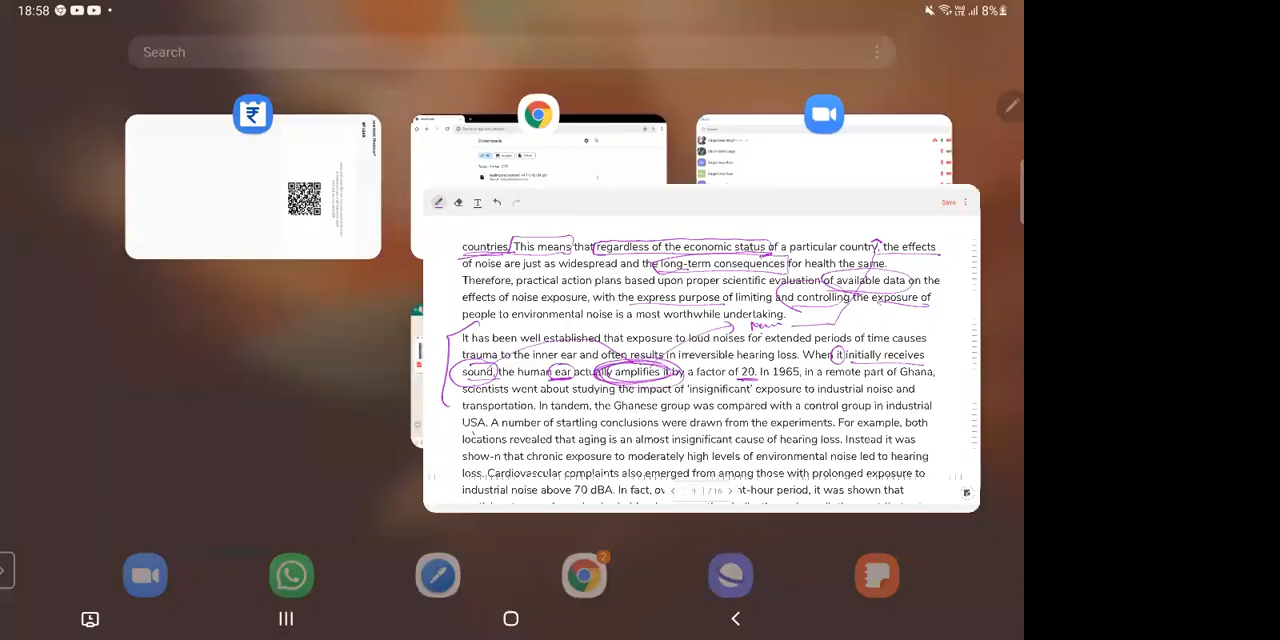 18:58
8%
Search
Downloads
Save
countries. This means that regardless of the economic status of a particular country, the effects
of noise are just as widespread and the long-term consequences for health the same.
Therefore, practical action plans based upon proper scientific evaluation of available data on the
effects of noise exposure, with the express purpose of limiting and controlling the exposure of
people to environmental noise is a most worthwhile undertaking.
It has been well established that exposure to loud noises for extended periods of time causes
trauma to the inner ear and often results in irreversible hearing loss. When it initially receives
sound, the human ear actually amplifies it by a factor of 20. In 1965, in a remote part of Ghana,
scientists went about studying the impact of 'insignificant' exposure to industrial noise and
transportation. In tandem, the Ghanese group was compared with a control group in industrial
USA. A number of startling conclusions were drawn from the experiments. For example, both
locations revealed that aging is an almost insignificant cause of hearing loss. Instead it was
show-n that chronic exposure to moderately high levels of environmental noise led to hearing
loss. Cardiovascular complaints also emerged from among those with prolonged exposure to
industrial noise above 70 dBA. In fact, ov nt-hour period, it was shown that
3 / 16
2